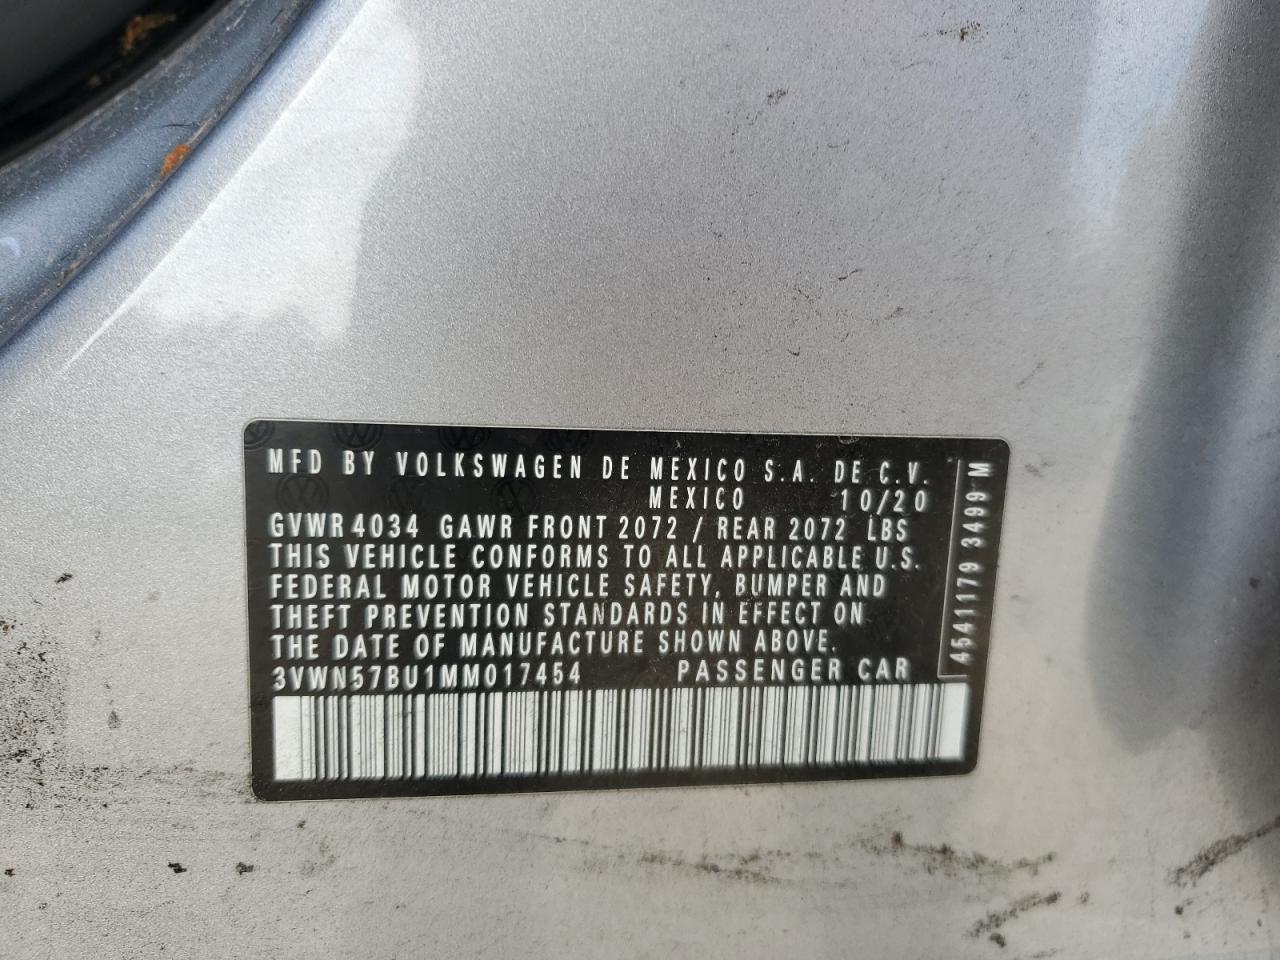 MFD BY VOLKSWAGEN DE MEXICO S.A. DE C.V.
MEXICO 10/20
GVWR 4034 GAWR FRONT 2072 / REAR 2072 LBS
THIS VEHICLE CONFORMS TO ALL APPLICABLE U.S.
FEDERAL MOTOR VEHICLE SAFETY, BUMPER AND
THEFT PREVENTION STANDARDS IN EFFECT ON
THE DATE OF MANUFACTURE SHOWN ABOVE.
3VWN57BU1MM017454 PASSENGER CAR
4541179 3499 M